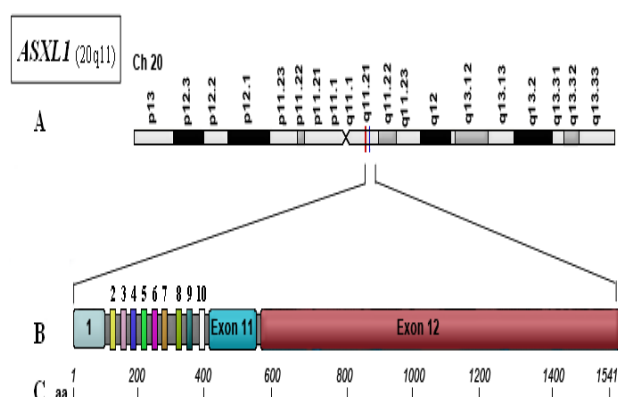 ASXL1 (20q11)
Ch 20
p13 p12.3 p12.2 p12.1 p11.23 p11.22 p11.21 p11.1 q11.1 q11.21 q11.22 q11.23 q12 q13.12 q13.13 q13.2 q13.31 q13.32 q13.33
A
2 3 4 5 6 7 8 9 10
B 1 Exon 11 Exon 12
C aa 1 200 400 600 800 1000 1200 1400 1541